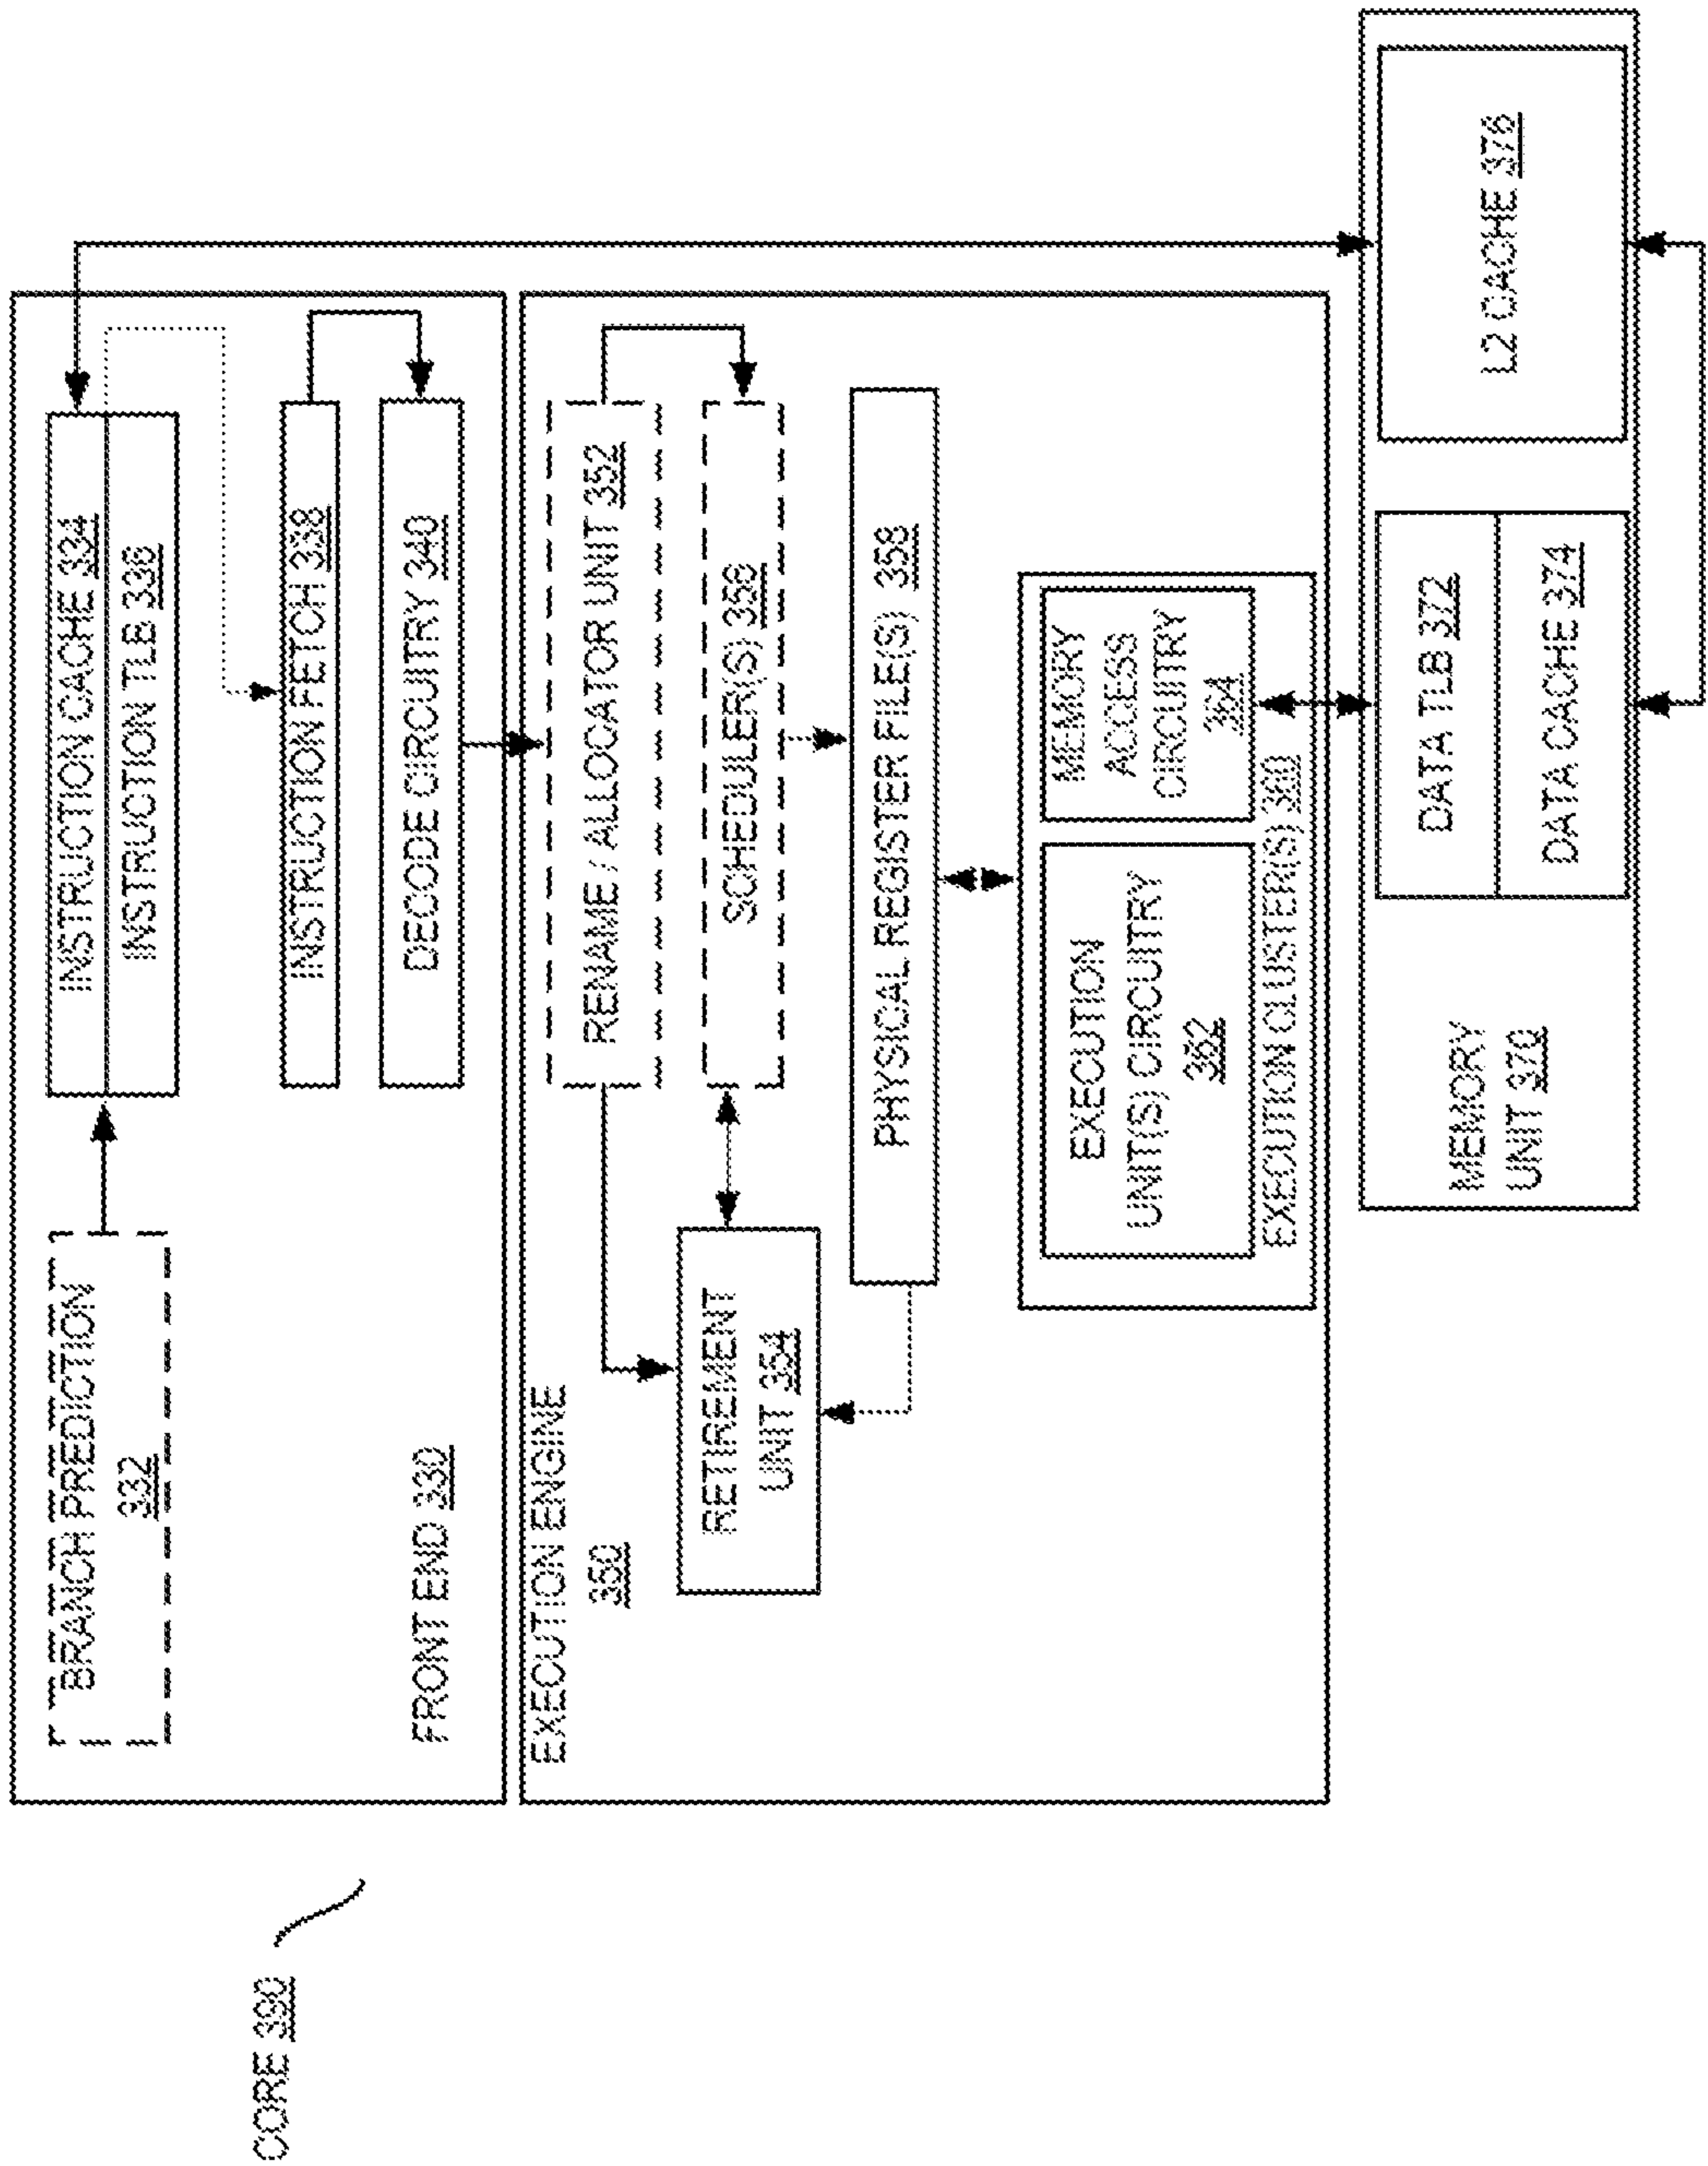 CORE 390
BRANCH PREDICTION
332
INSTRUCTION CACHE 334
INSTRUCTION TLB 336
INSTRUCTION FETCH 338
DECODE CIRCUITRY 340
FRONT END 330
EXECUTION ENGINE
350
RENAME / ALLOCATOR UNIT 352
RETIREMENT
UNIT 354
SCHEDULER(S) 356
PHYSICAL REGISTER FILE(S) 358
EXECUTION
UNIT(S) CIRCUITRY
362
MEMORY
ACCESS
CIRCUITRY
364
EXECUTION CLUSTER(S) 360
MEMORY
UNIT 370
DATA TLB 372
DATA CACHE 374
L2 CACHE 376